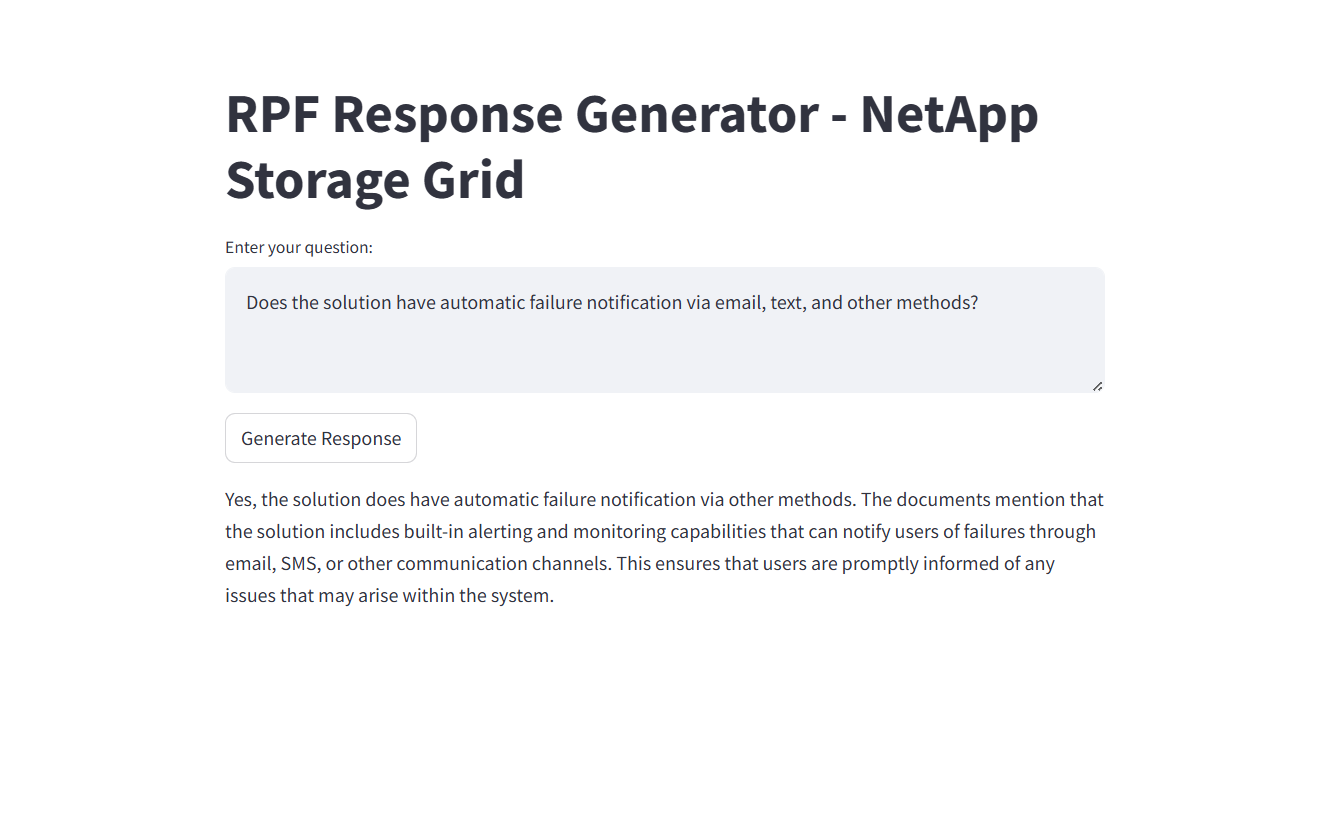 RPF Response Generator - NetApp
Storage Grid
Enter your question:
Does the solution have automatic failure notification via email, text, and other methods?
Generate Response
Yes, the solution does have automatic failure notification via other methods. The documents mention that
the solution includes built-in alerting and monitoring capabilities that can notify users of failures through
email, SMS, or other communication channels. This ensures that users are promptly informed of any
issues that may arise within the system.